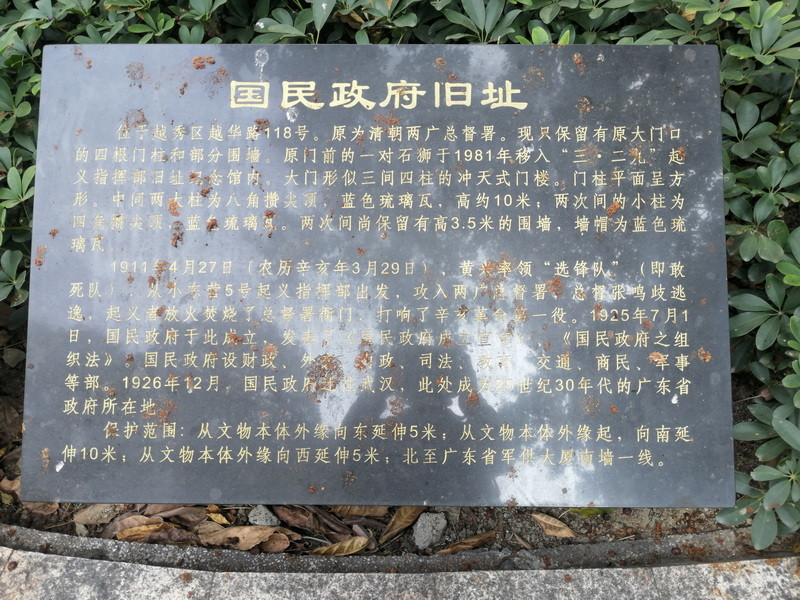 国民政府旧址
位于越秀区越华路118号。原为清朝两广总督署。现只保留有原大门口
的四根门柱和部分围墙。原门前的一对石狮于1981年移入“三·二九”起
义指挥部旧址纪念馆内。大门形似三间四柱的冲天式门楼。门柱平面呈方
形。中间两大柱为八角攒尖顶，蓝色琉璃瓦，高约10米；两次间的小柱为
四角攒尖顶，蓝色琉璃瓦。两次间尚保留有高3.5米的围墙，墙帽为蓝色琉
璃瓦。
1911年4月27日（农历辛亥年3月29日），黄兴率领“选锋队”（即敢
死队），从小东营5号起义指挥部出发，攻入两广总督署，总督张鸣歧逃
逸，起义者放火焚烧了总督署衙门，打响了辛亥革命第一役。1925年7月1
日，国民政府于此成立，发表了《国民政府成立宣言》、《国民政府之组
织法》。国民政府设财政、外交、财政、司法、教育、交通、商民、军事
等部。1926年12月，国民政府迁往武汉，此处成为20世纪30年代的广东省
政府所在地。
保护范围：从文物本体外缘向东延伸5米；从文物本体外缘起，向南延
伸10米；从文物本体外缘向西延伸5米；北至广东省军供大厦南墙一线。